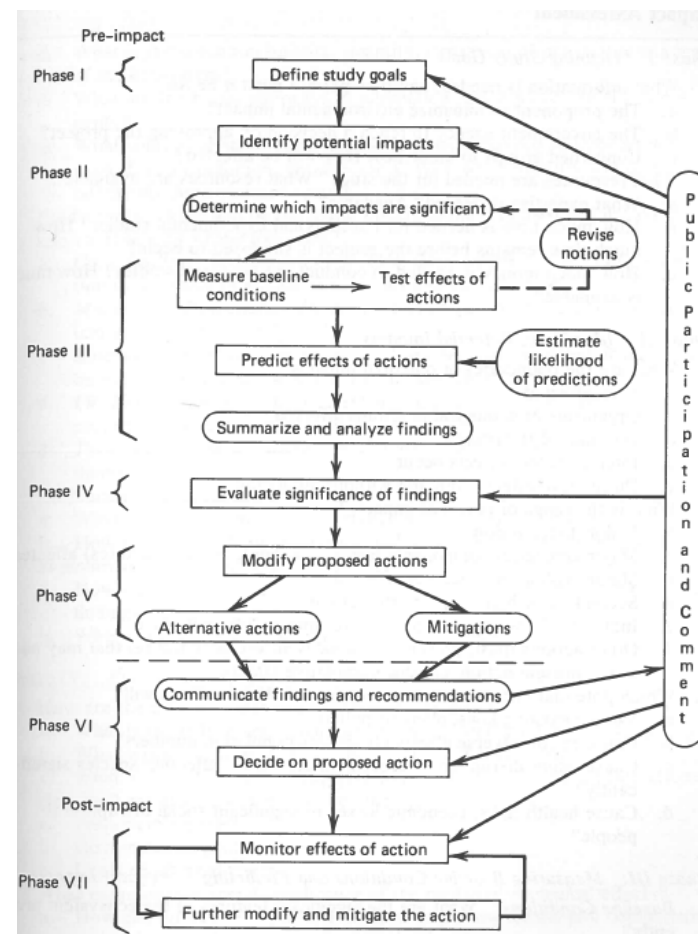 Pre-impact
Phase I
Define study goals
Phase II
Identify potential impacts
Determine which impacts are significant
Revise
notions
Phase III
Measure baseline
conditions
Test effects of
actions
Predict effects of actions
Estimate
likelihood
of predictions
Summarize and analyze findings
Phase IV
Evaluate significance of findings
Phase V
Modify proposed actions
Alternative actions
Mitigations
Phase VI
Communicate findings and recommendations
Decide on proposed action
Post-impact
Phase VII
Monitor effects of action
Further modify and mitigate the action
Public Participation and Comment